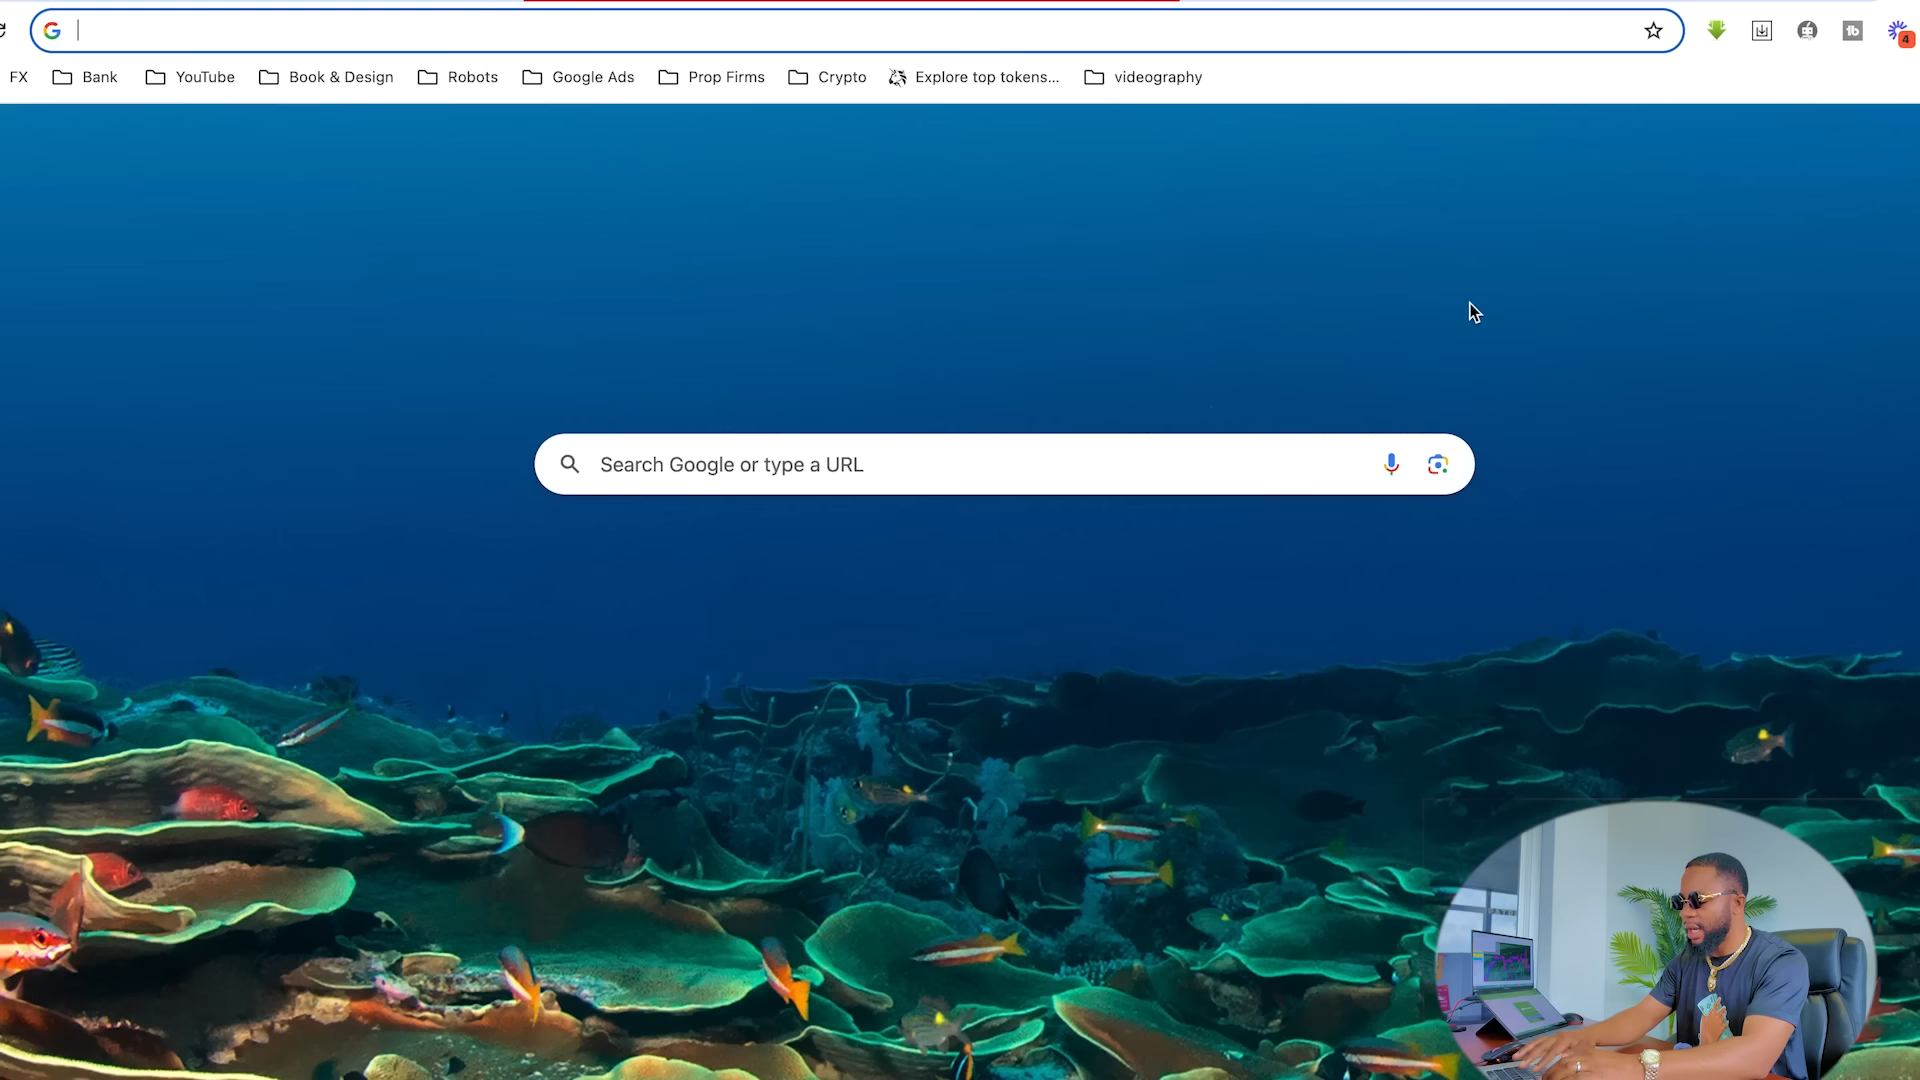 4
FX Bank YouTube Book & Design Robots Google Ads Prop Firms Crypto Explore top tokens... videography
Search Google or type a URL